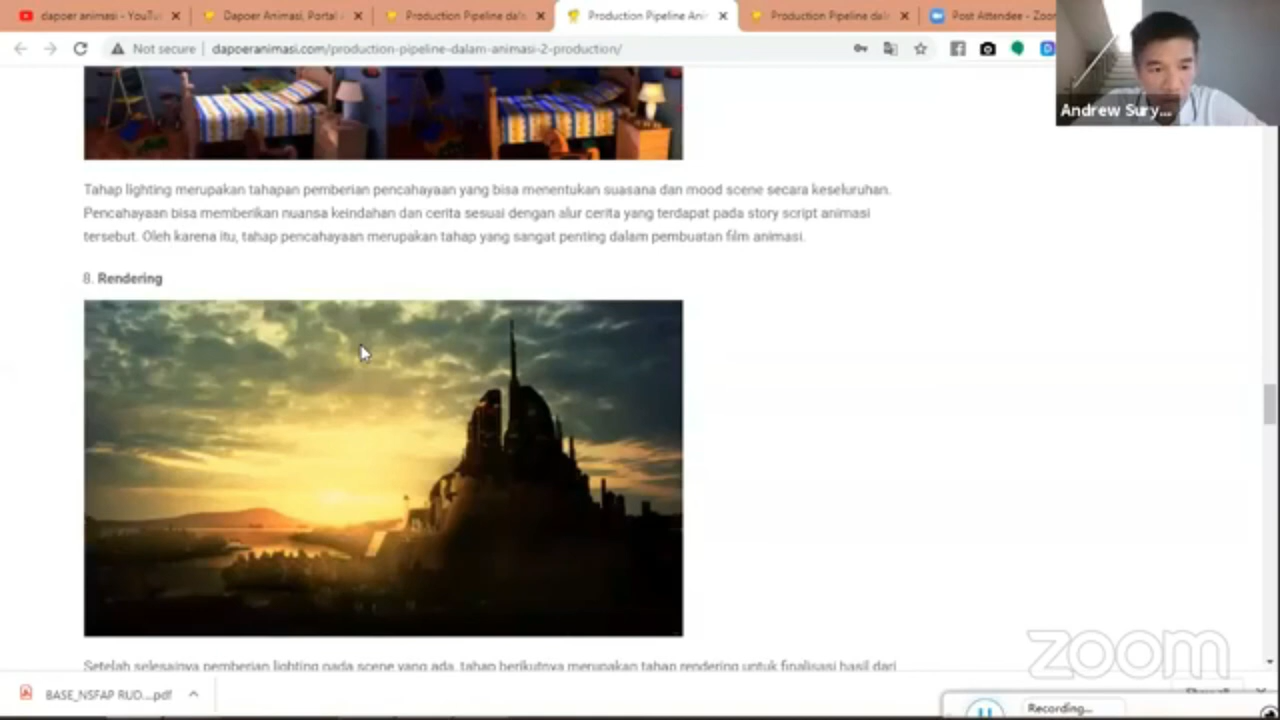 dapoer animasi - YouTu
Dapoer Animasi, Portal
Production Pipeline dala
Production Pipeline Ani
Production Pipeline dal
Post Attendee - Zoom
Not secure
dapoeranimasi.com/production-pipeline-dalam-animasi-2-production/
Andrew Sury...
Tahap lighting merupakan tahapan pemberian pencahayaan yang bisa menentukan suasana dan mood scene secara keseluruhan.
Pencahayaan bisa memberikan nuansa keindahan dan cerita sesuai dengan alur cerita yang terdapat pada story script animasi
tersebut. Oleh karena itu, tahap pencahayaan merupakan tahap yang sangat penting dalam pembuatan film animasi.
8. Rendering
Setelah selesainya pemberian lighting pada scene yang ada, tahap berikutnya merupakan tahap rendering untuk finalisasi hasil dari
zoom
BASE_NSFAP RUD....pdf
Show all
Recording...